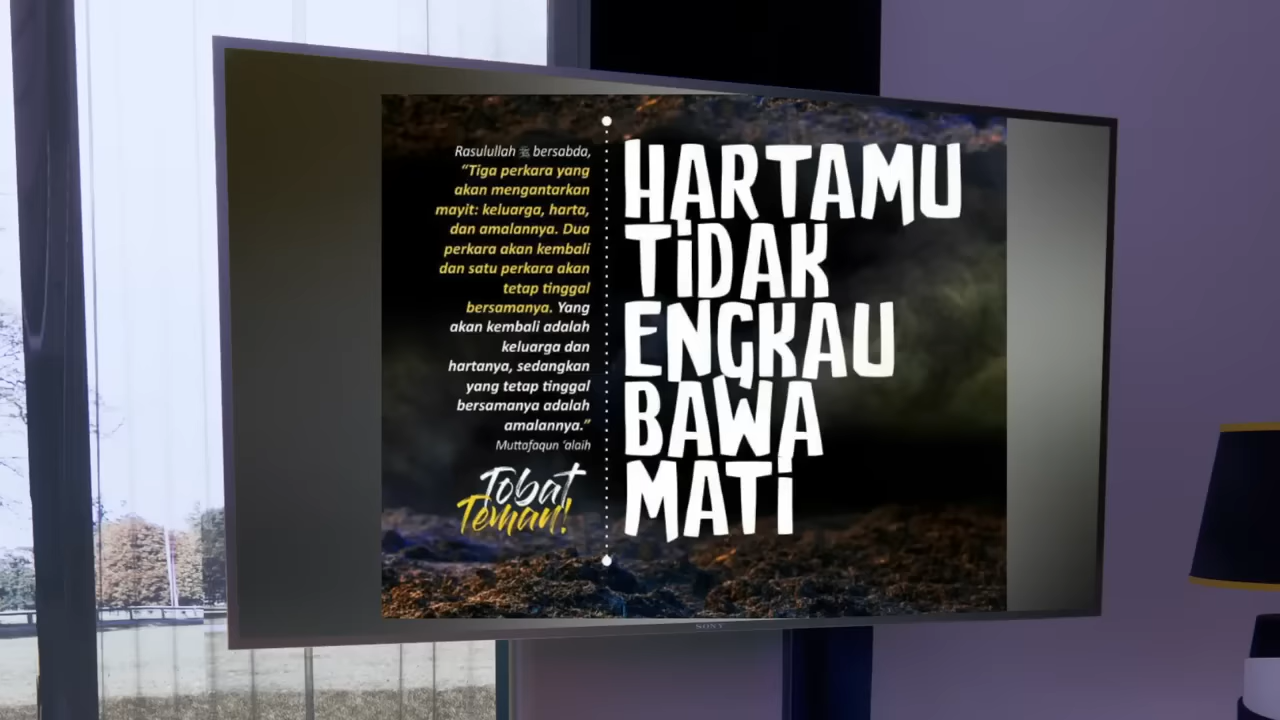 Rasulullah ﷺ bersabda,
“Tiga perkara yang
akan mengantarkan
mayit: keluarga, harta,
dan amalannya. Dua
perkara akan kembali
dan satu perkara akan
tetap tinggal
bersamanya. Yang
akan kembali adalah
keluarga dan
hartanya, sedangkan
yang tetap tinggal
bersamanya adalah
amalannya.”
Muttafaqun ‘alaih
Tobat
Teman!
HARTAMU
TiDAK
ENGKAU
BAWA
MATi
SONY